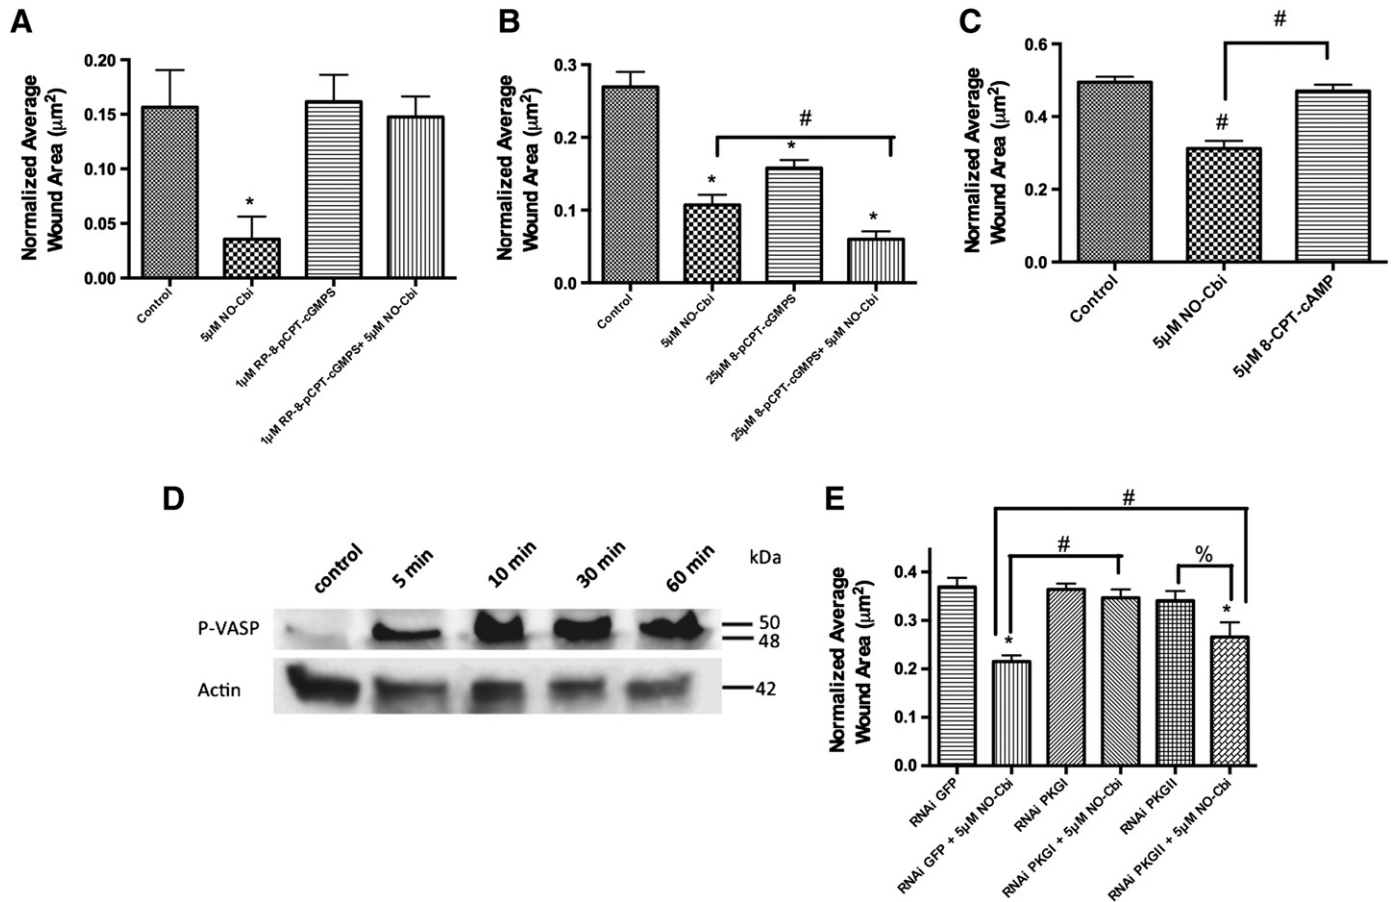 A
Normalized Average
Wound Area (μm²)
0.20
0.15
0.10
0.05
0.00
*
Control
5μM NO-Cbi
1μM RP-8-pCPT-cGMPS
1μM RP-8-pCPT-cGMPS+ 5μM NO-Cbi
B
Normalized Average
Wound Area (μm²)
0.3
0.2
0.1
0.0
#
*
*
*
Control
5μM NO-Cbi
25μM 8-pCPT-cGMPS
25μM 8-pCPT-cGMPS+ 5μM NO-Cbi
C
Normalized Average
Wound Area (μm²)
0.6
0.4
0.2
0.0
#
#
Control
5μM NO-Cbi
5μM 8-CPT-cAMP
D
control
5 min
10 min
30 min
60 min
kDa
P-VASP
50
48
Actin
42
E
Normalized Average
Wound Area (μm²)
0.4
0.3
0.2
0.1
0.0
#
#
%
*
*
RNAi GFP
RNAi GFP + 5μM NO-Cbi
RNAi PKGI
RNAi PKGI + 5μM NO-Cbi
RNAi PKGII
RNAi PKGII + 5μM NO-Cbi